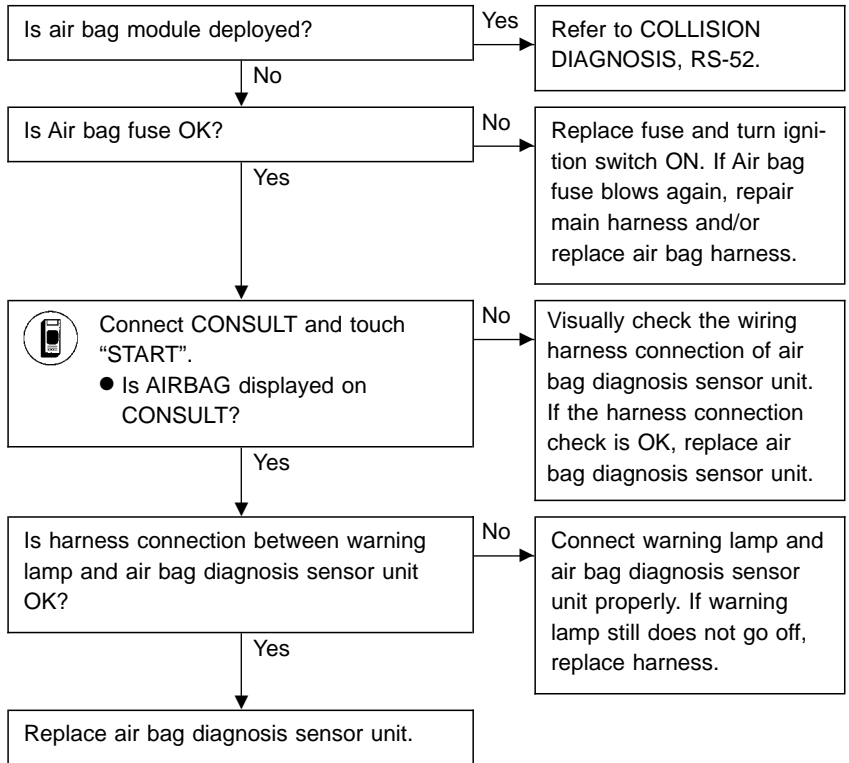 Is air bag module deployed?
Yes
Refer to COLLISION
DIAGNOSIS, RS-52.
No
Is Air bag fuse OK?
No
Replace fuse and turn igni-
tion switch ON. If Air bag
fuse blows again, repair
main harness and/or
replace air bag harness.
Yes
Connect CONSULT and touch
“START”.
● Is AIRBAG displayed on
CONSULT?
No
Visually check the wiring
harness connection of air
bag diagnosis sensor unit.
If the harness connection
check is OK, replace air
bag diagnosis sensor unit.
Yes
Is harness connection between warning
lamp and air bag diagnosis sensor unit
OK?
No
Connect warning lamp and
air bag diagnosis sensor
unit properly. If warning
lamp still does not go off,
replace harness.
Yes
Replace air bag diagnosis sensor unit.